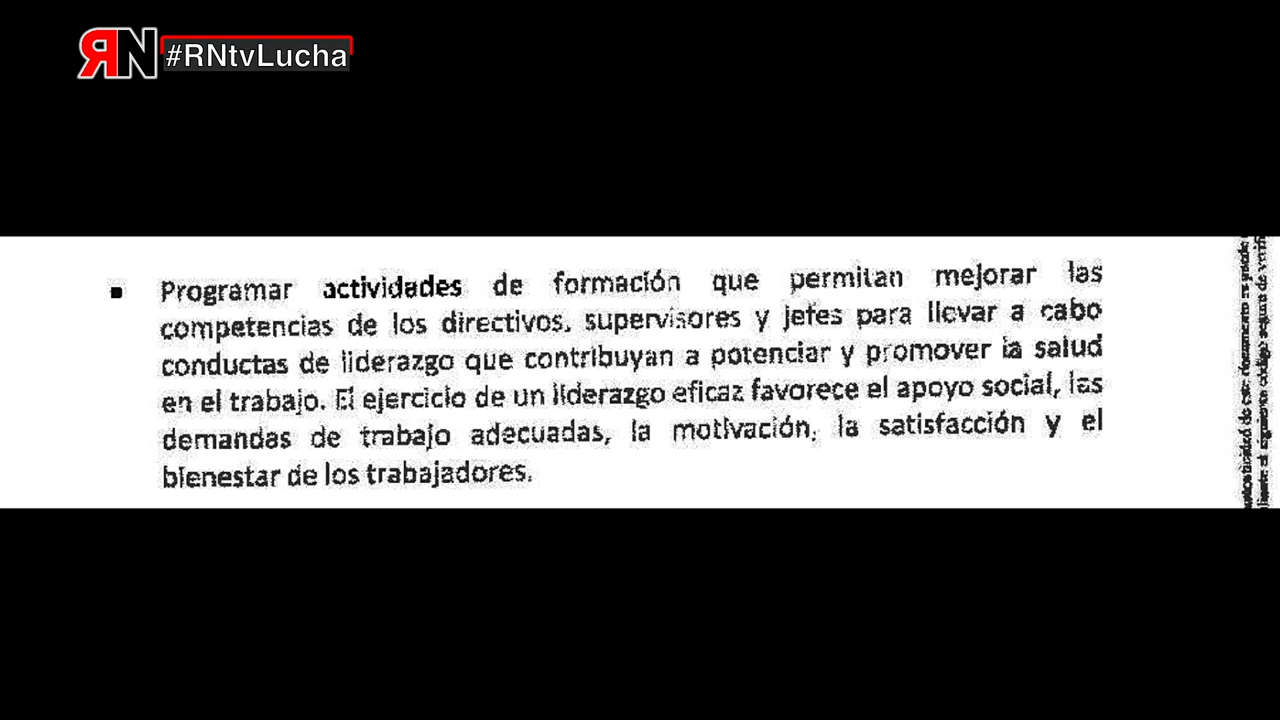 RN #RNtvLucha
▪ Programar actividades de formación que permitan mejorar las
competencias de los directivos, supervisores y jefes para llevar a cabo
conductas de liderazgo que contribuyan a potenciar y promover la salud
en el trabajo. El ejercicio de un liderazgo eficaz favorece el apoyo social, las
demandas de trabajo adecuadas, la motivación, la satisfacción y el
bienestar de los trabajadores.